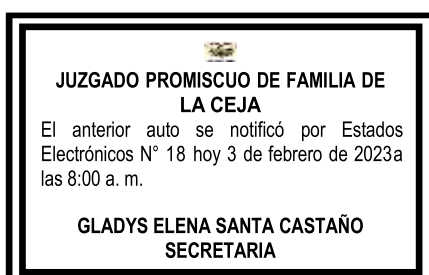 JUZGADO PROMISCUO DE FAMILIA DE
LA CEJA
El anterior auto se notificó por Estados
Electrónicos N° 18 hoy 3 de febrero de 2023a
las 8:00 a. m.
GLADYS ELENA SANTA CASTAÑO
SECRETARIA